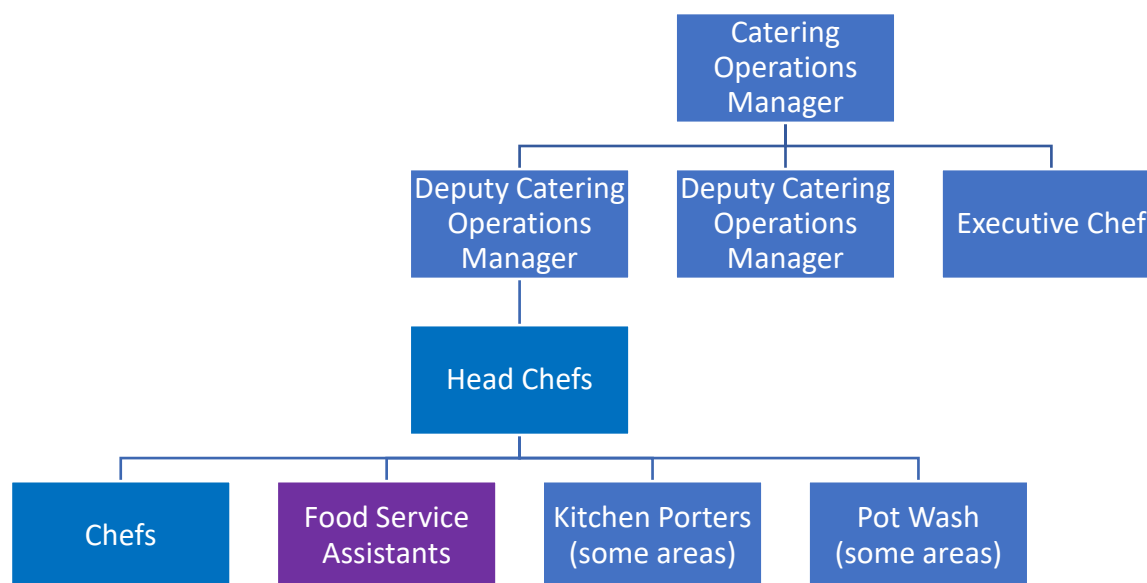 Catering
Operations
Manager
Deputy Catering
Operations
Manager
Deputy Catering
Operations
Manager
Executive Chef
Head Chefs
Chefs
Food Service
Assistants
Kitchen Porters
(some areas)
Pot Wash
(some areas)